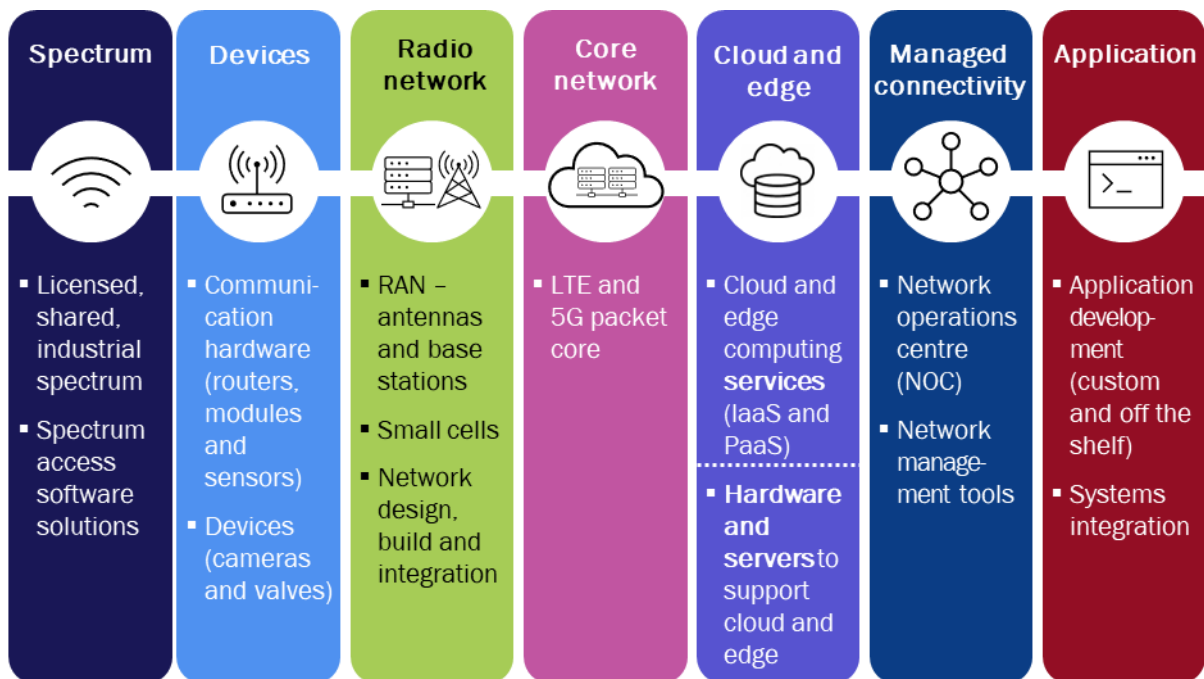 Spectrum
▪ Licensed,
shared,
industrial
spectrum
▪ Spectrum
access
software
solutions
Devices
▪ Communi-
cation
hardware
(routers,
modules
and
sensors)
▪ Devices
(cameras
and valves)
Radio
network
▪ RAN –
antennas
and base
stations
▪ Small cells
▪ Network
design,
build and
integration
Core
network
▪ LTE and
5G packet
core
Cloud and
edge
▪ Cloud and
edge
computing
services
(IaaS and
PaaS)
▪ Hardware
and
servers to
support
cloud and
edge
Managed
connectivity
▪ Network
operations
centre
(NOC)
▪ Network
manage-
ment tools
Application
▪ Application
develop-
ment
(custom
and off the
shelf)
▪ Systems
integration